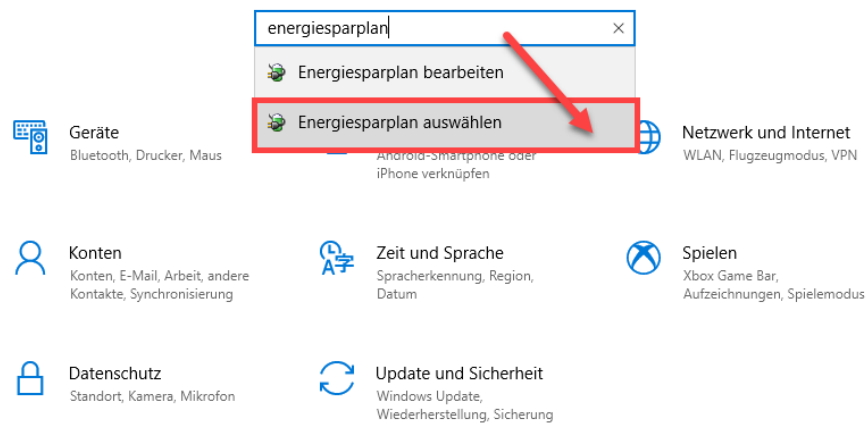 energiesparplan
Energiesparplan bearbeiten
Energiesparplan auswählen
Geräte
Bluetooth, Drucker, Maus
Android-Smartphone oder
iPhone verknüpfen
Netzwerk und Internet
WLAN, Flugzeugmodus, VPN
Konten
Konten, E-Mail, Arbeit, andere
Kontakte, Synchronisierung
Zeit und Sprache
Spracherkennung, Region,
Datum
Spielen
Xbox Game Bar,
Aufzeichnungen, Spielemodus
Datenschutz
Standort, Kamera, Mikrofon
Update und Sicherheit
Windows Update,
Wiederherstellung, Sicherung